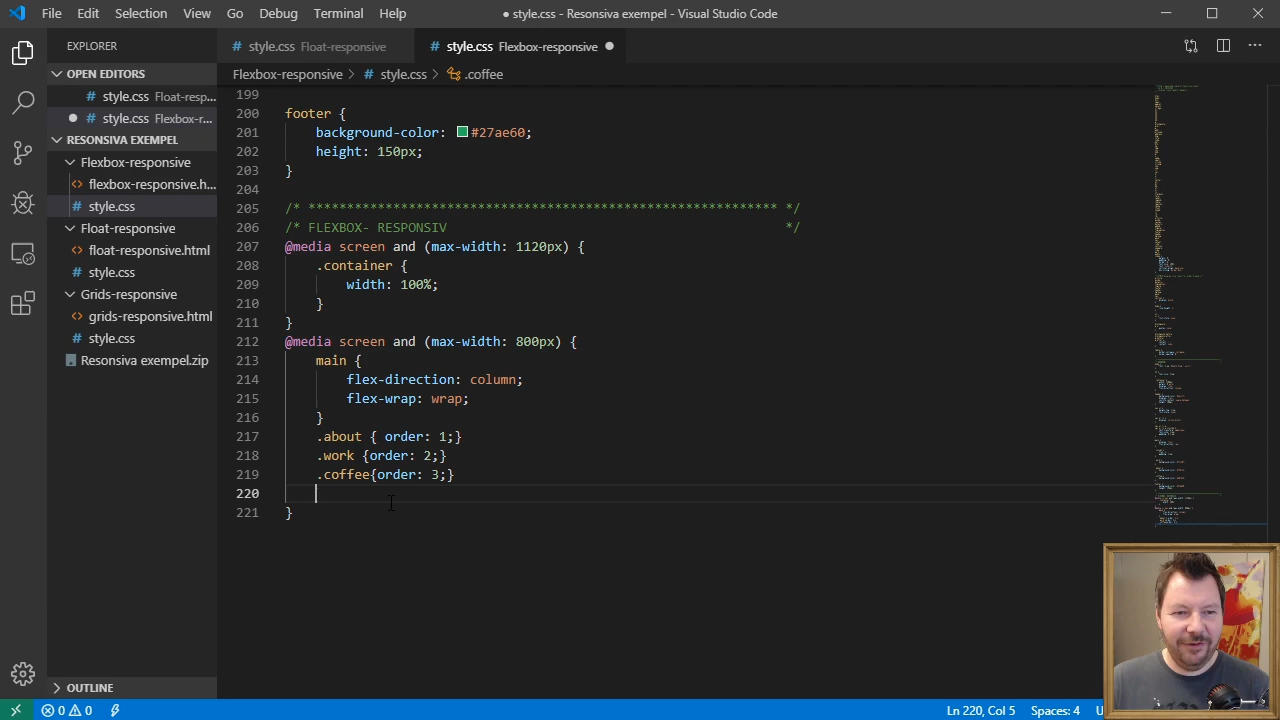 File Edit Selection View Go Debug Terminal Help
● style.css - Resonsiva exempel - Visual Studio Code
EXPLORER
OPEN EDITORS
style.css Float-resp...
style.css Flexbox-r...
RESONSIVA EXEMPEL
Flexbox-responsive
flexbox-responsive.h...
style.css
Float-responsive
float-responsive.html
style.css
Grids-responsive
grids-responsive.html
style.css
Resonsiva exempel.zip
OUTLINE
style.css Float-responsive
style.css Flexbox-responsive
Flexbox-responsive > # style.css > .coffee
199
200 footer {
201 background-color: #27ae60;
202 height: 150px;
203 }
204
205 /* ************************************************************* */
206 /* FLEXBOX- RESPONSIV */
207 @media screen and (max-width: 1120px) {
208 .container {
209 width: 100%;
210 }
211 }
212 @media screen and (max-width: 800px) {
213 main {
214 flex-direction: column;
215 flex-wrap: wrap;
216 }
217 .about { order: 1;}
218 .work {order: 2;}
219 .coffee{order: 3;}
220
221 }
0 0
Ln 220, Col 5 Spaces: 4